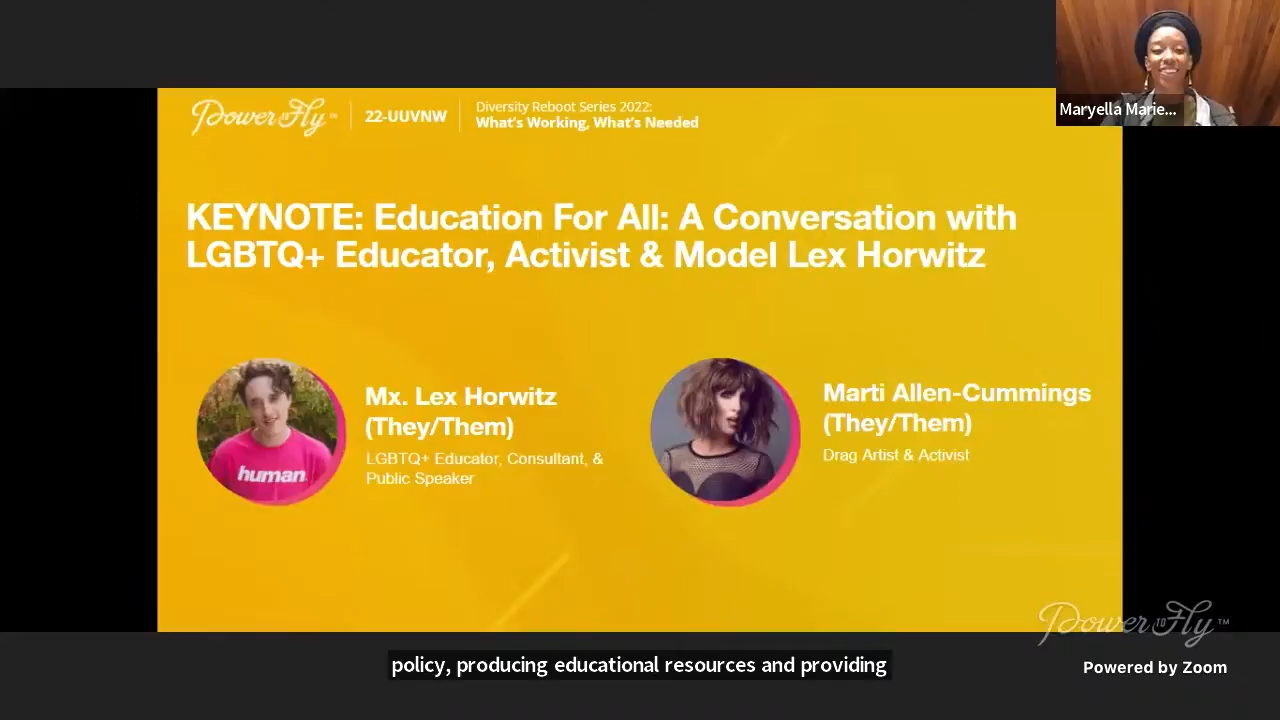 Maryella Marie...
Power to Fly™
22-UUVNW
Diversity Reboot Series 2022:
What's Working, What's Needed
KEYNOTE: Education For All: A Conversation with
LGBTQ+ Educator, Activist & Model Lex Horwitz
Mx. Lex Horwitz
(They/Them)
LGBTQ+ Educator, Consultant, &
Public Speaker
human.
Marti Allen-Cummings
(They/Them)
Drag Artist & Activist
Power TO Fly™
policy, producing educational resources and providing
Powered by Zoom